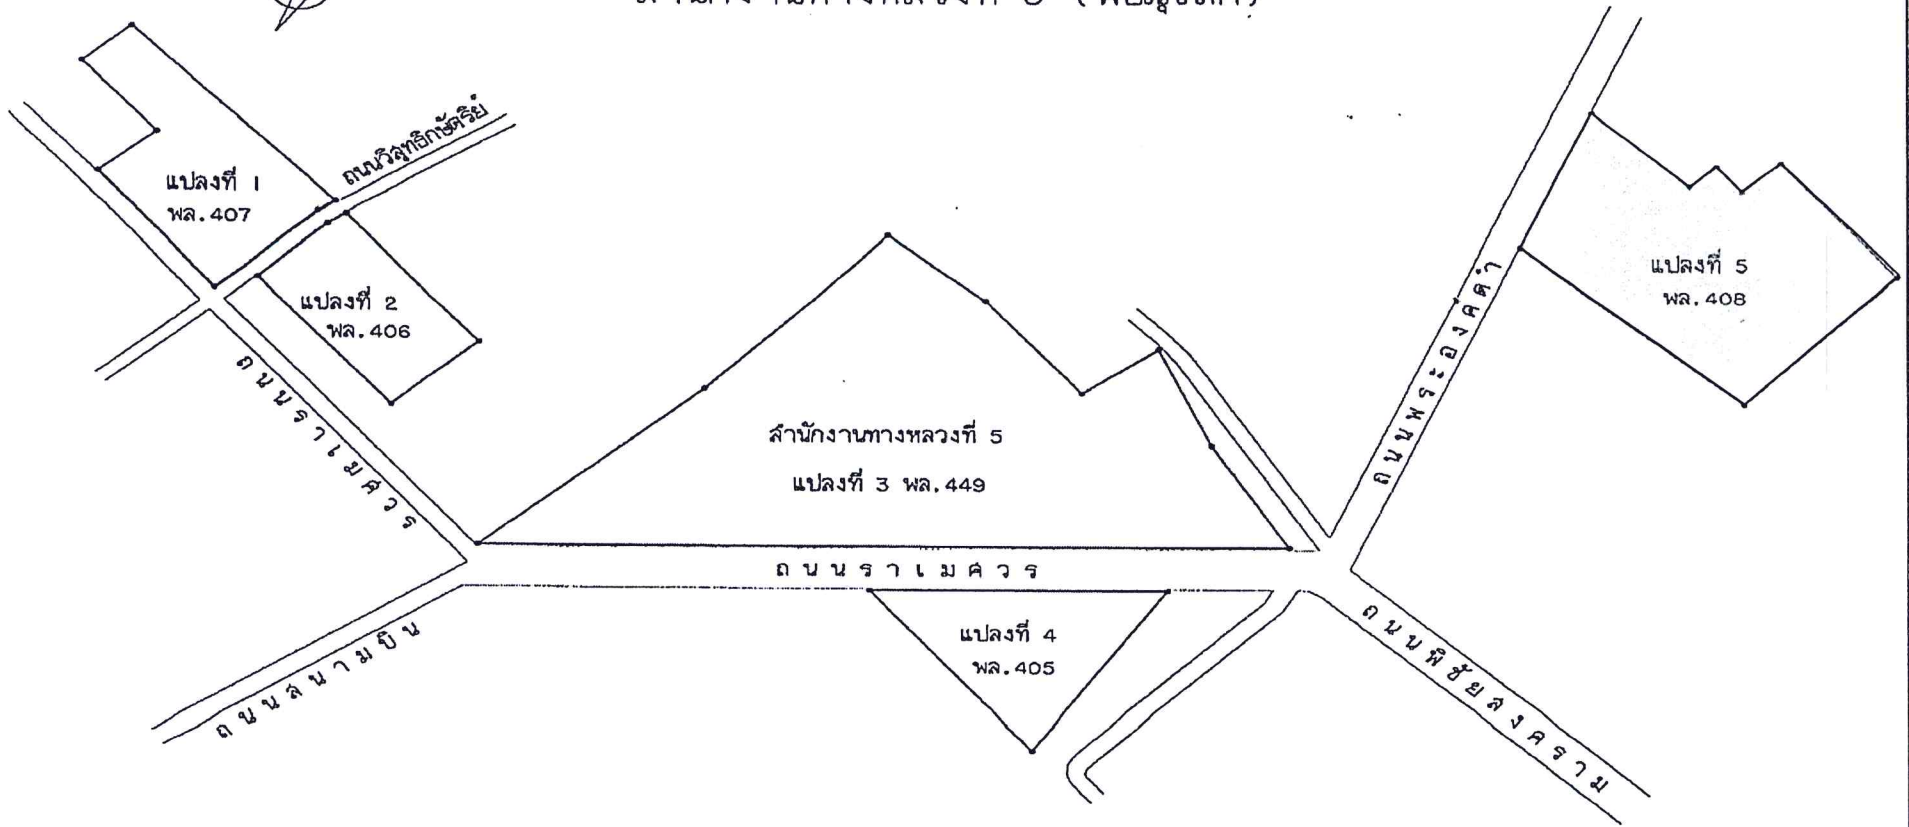 ถนนวิสุทธิกษัตริย์
แปลงที่ 1
พล.407
แปลงที่ 2
พล.406
แปลงที่ 5
พล.408
ถนนพระองคดำ
ถนนราเมศวร
สำนักงานทางหลวงที่ 5
แปลงที่ 3 พล.449
ถนนราเมศวร
แปลงที่ 4
พล.405
ถนนสนามบิน
ถนนพิชัยสงคราม